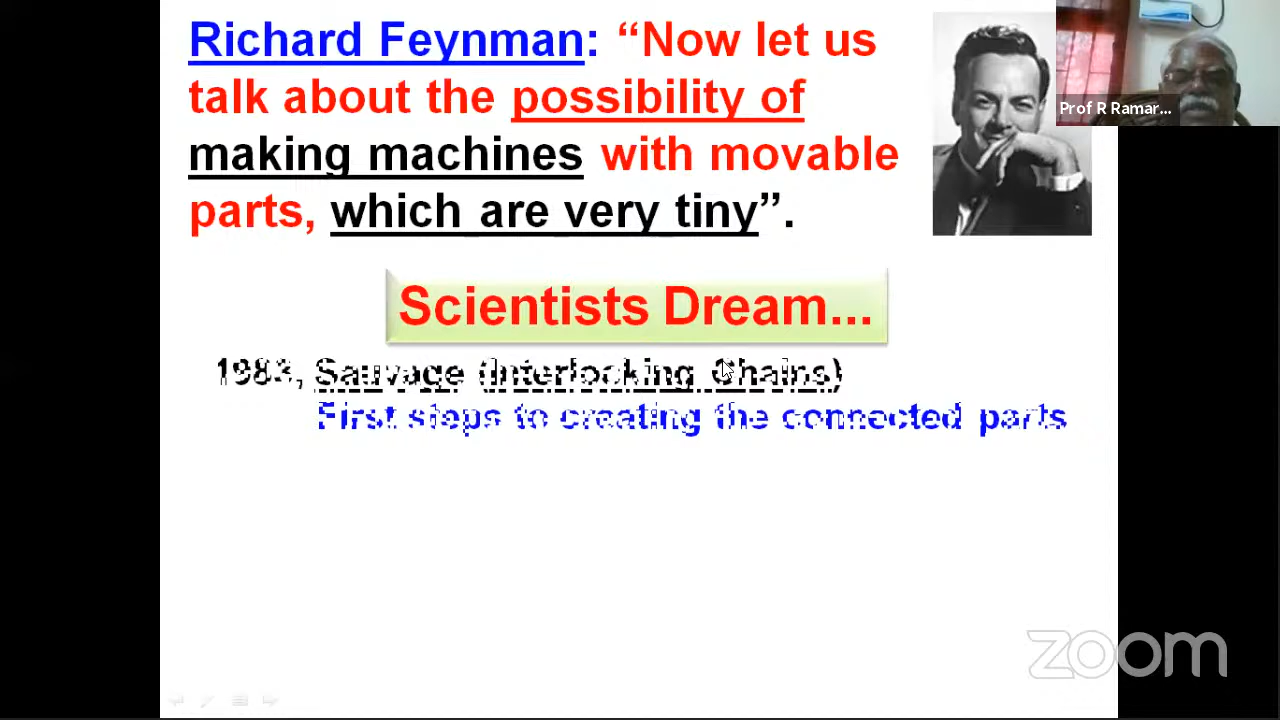 Richard Feynman: “Now let us
talk about the possibility of
making machines with movable
parts, which are very tiny”.
Prof R Ramar...
Scientists Dream...
1983, Sauvage (Interlocking Chains)
First steps to creating the connected parts
zoom